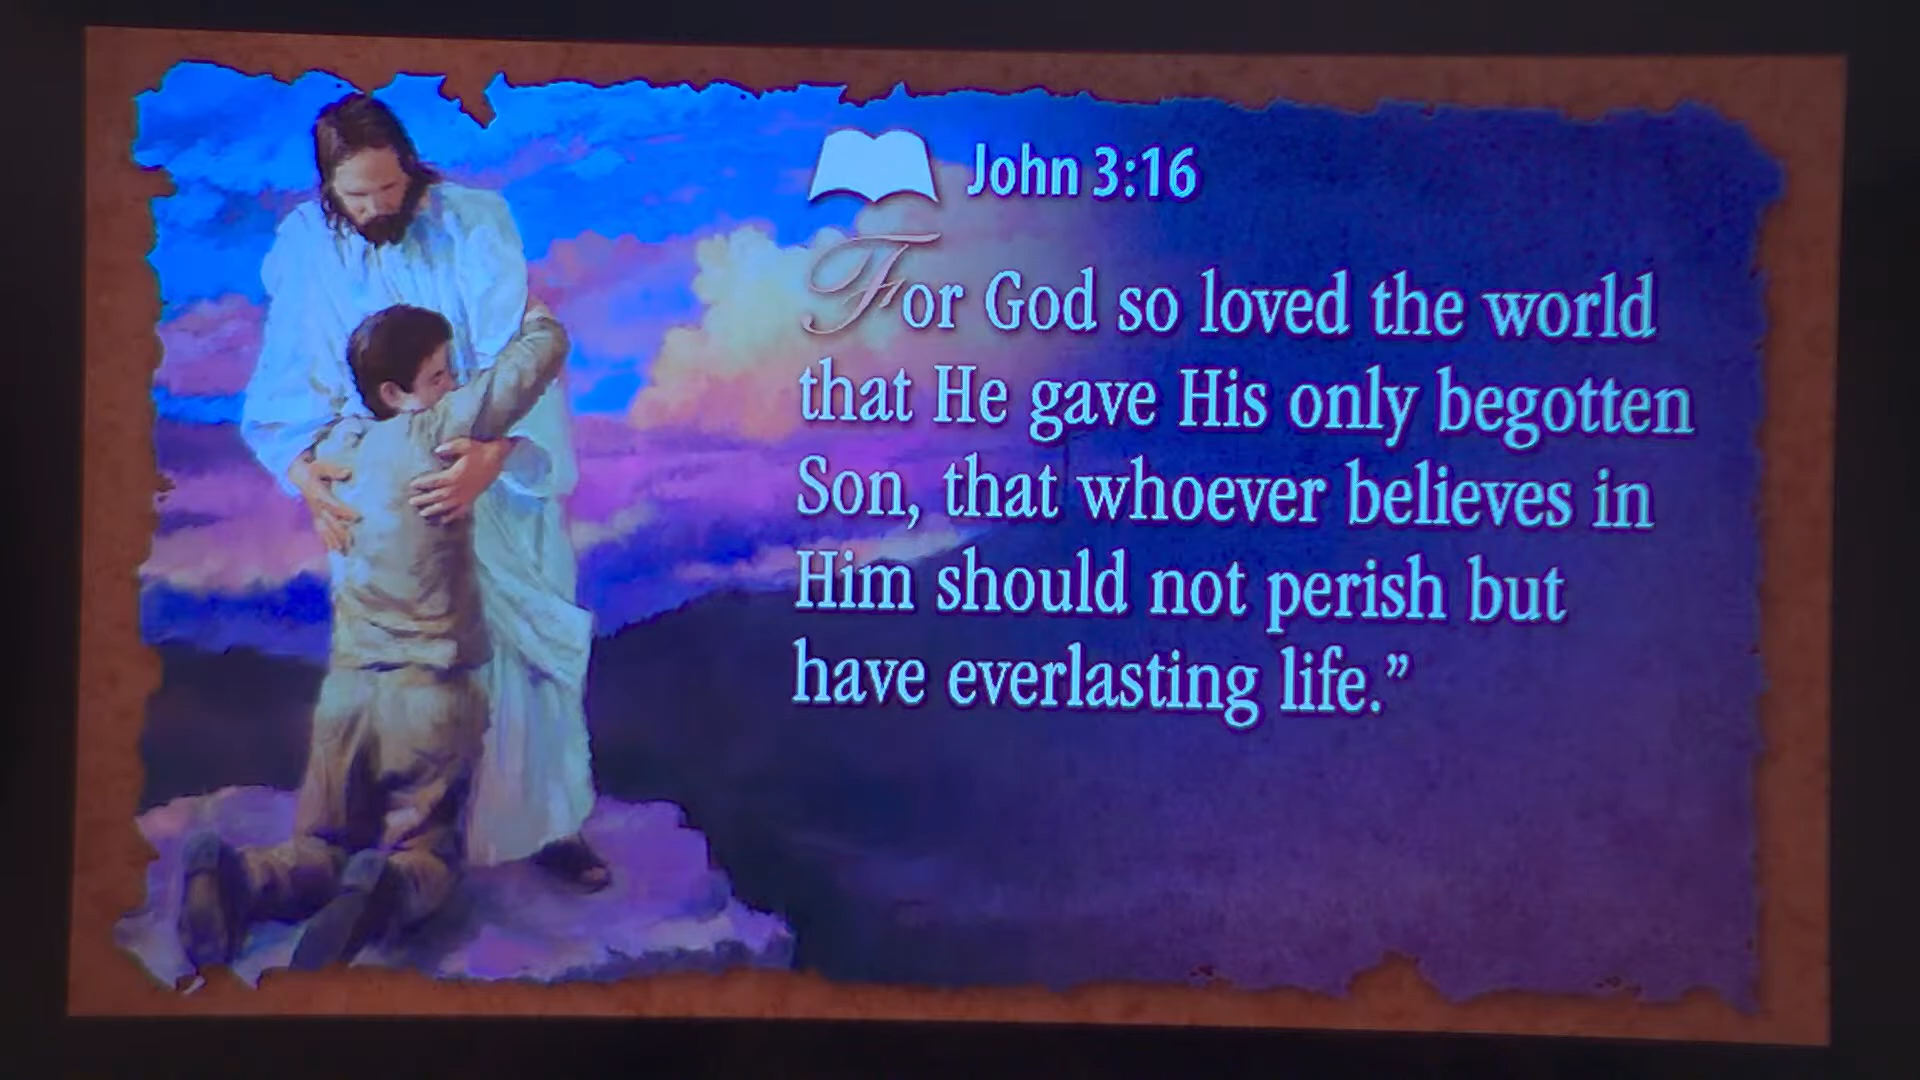 John 3:16
For God so loved the world
that He gave His only begotten
Son, that whoever believes in
Him should not perish but
have everlasting life.”